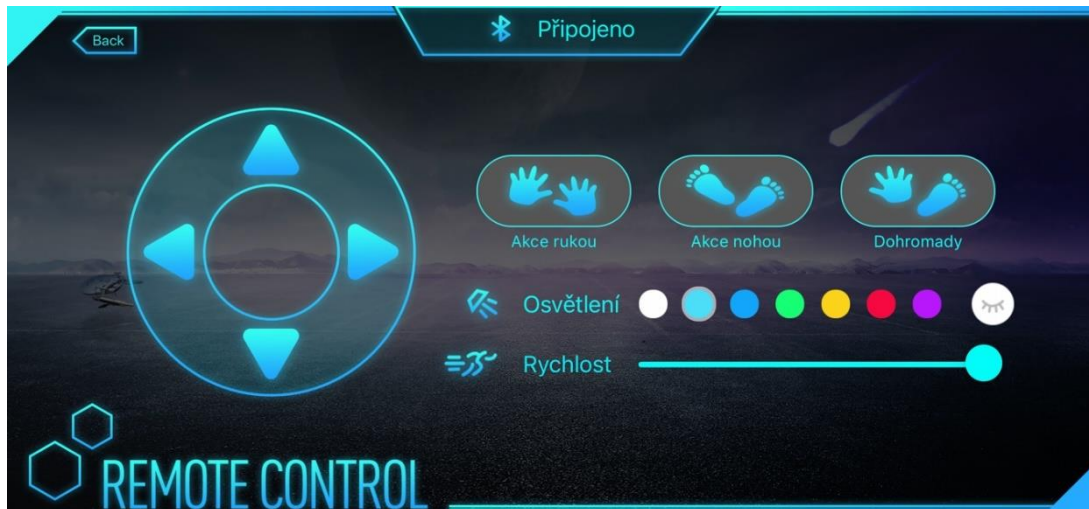 Připojeno
Back
Akce rukou
Akce nohou
Dohromady
Osvětlení
Rychlost
REMOTE CONTROL